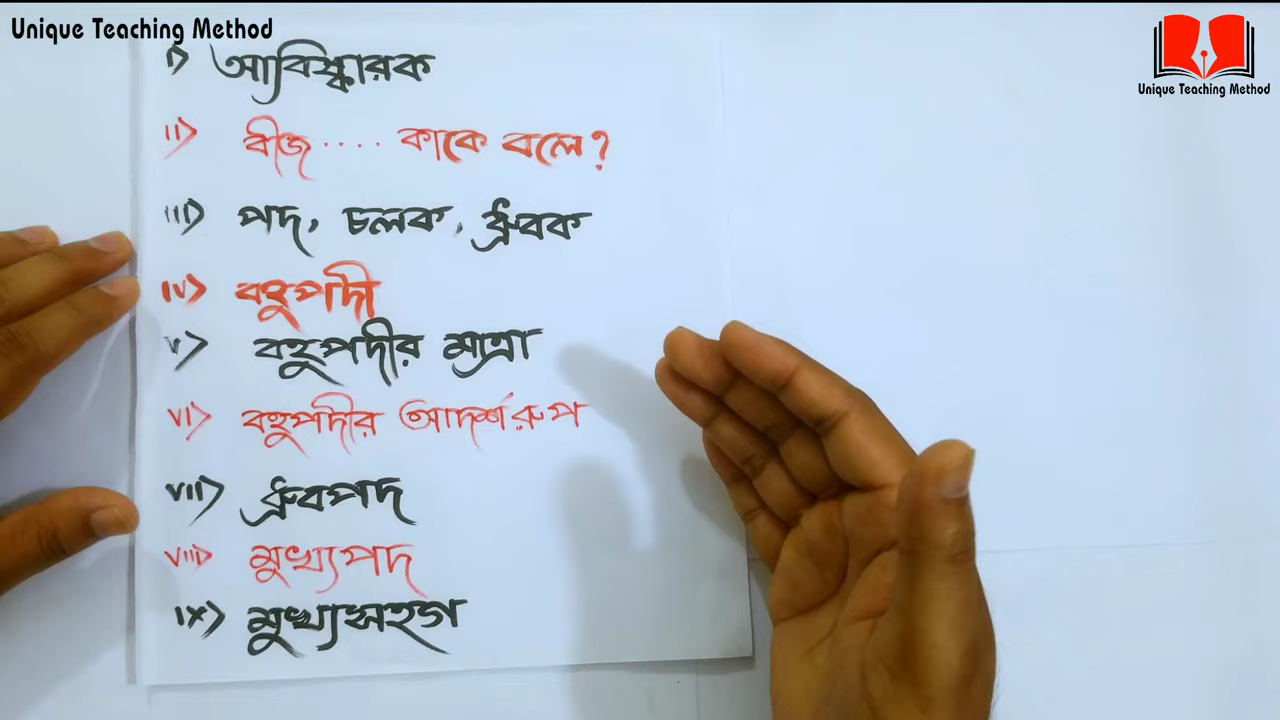 Unique Teaching Method
i> আবিষ্কারক
ii> বীজ .... কাকে বলে?
iii> পদ, চলক, ধ্রুবক
iv> বহুপদী
v> বহুপদীর মাত্রা
vi> বহুপদীর আদর্শরুপ
vii> ধ্রুবপদ
viii> মুখ্যপদ
ix> মুখ্যসহগ
Unique Teaching Method